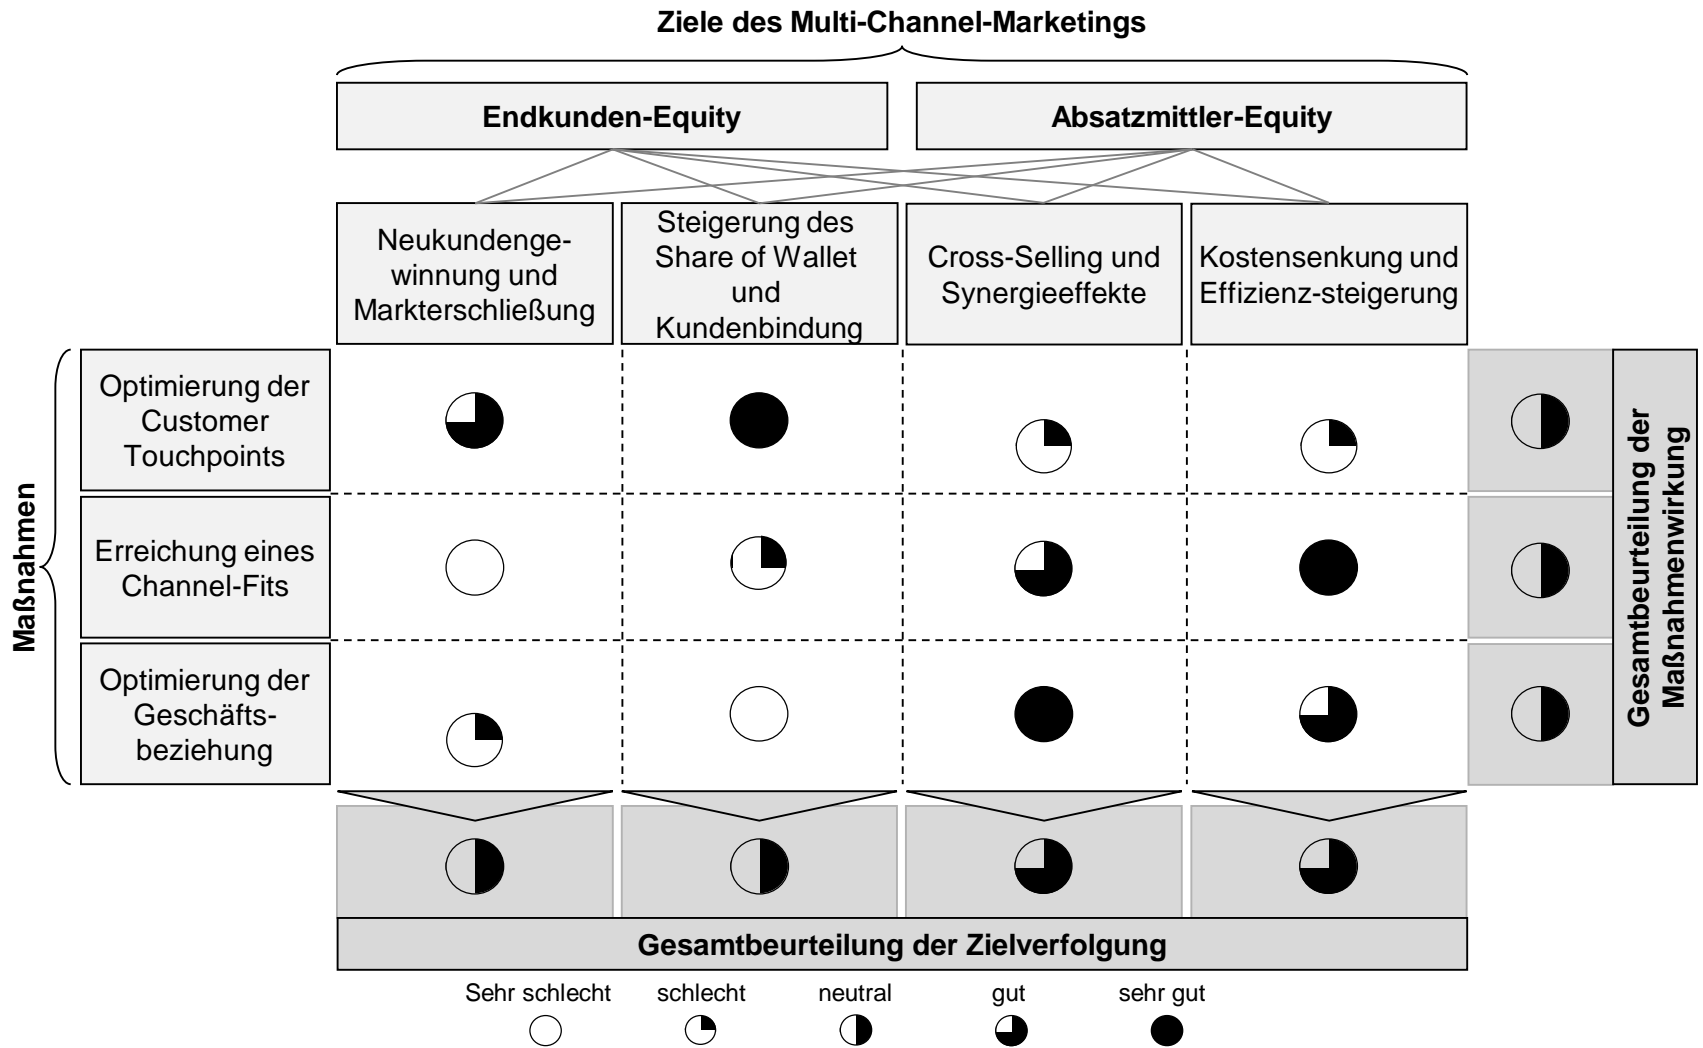 Ziele des Multi-Channel-Marketings
Endkunden-Equity
Absatzmittler-Equity
Neukundenge-
winnung und
Markterschließung
Steigerung des
Share of Wallet
und
Kundenbindung
Cross-Selling und
Synergieeffekte
Kostensenkung und
Effizienz-steigerung
Maßnahmen
Optimierung der
Customer
Touchpoints
Erreichung eines
Channel-Fits
Optimierung der
Geschäfts-
beziehung
Gesamtbeurteilung der
Maßnahmenwirkung
Gesamtbeurteilung der Zielverfolgung
Sehr schlecht
schlecht
neutral
gut
sehr gut